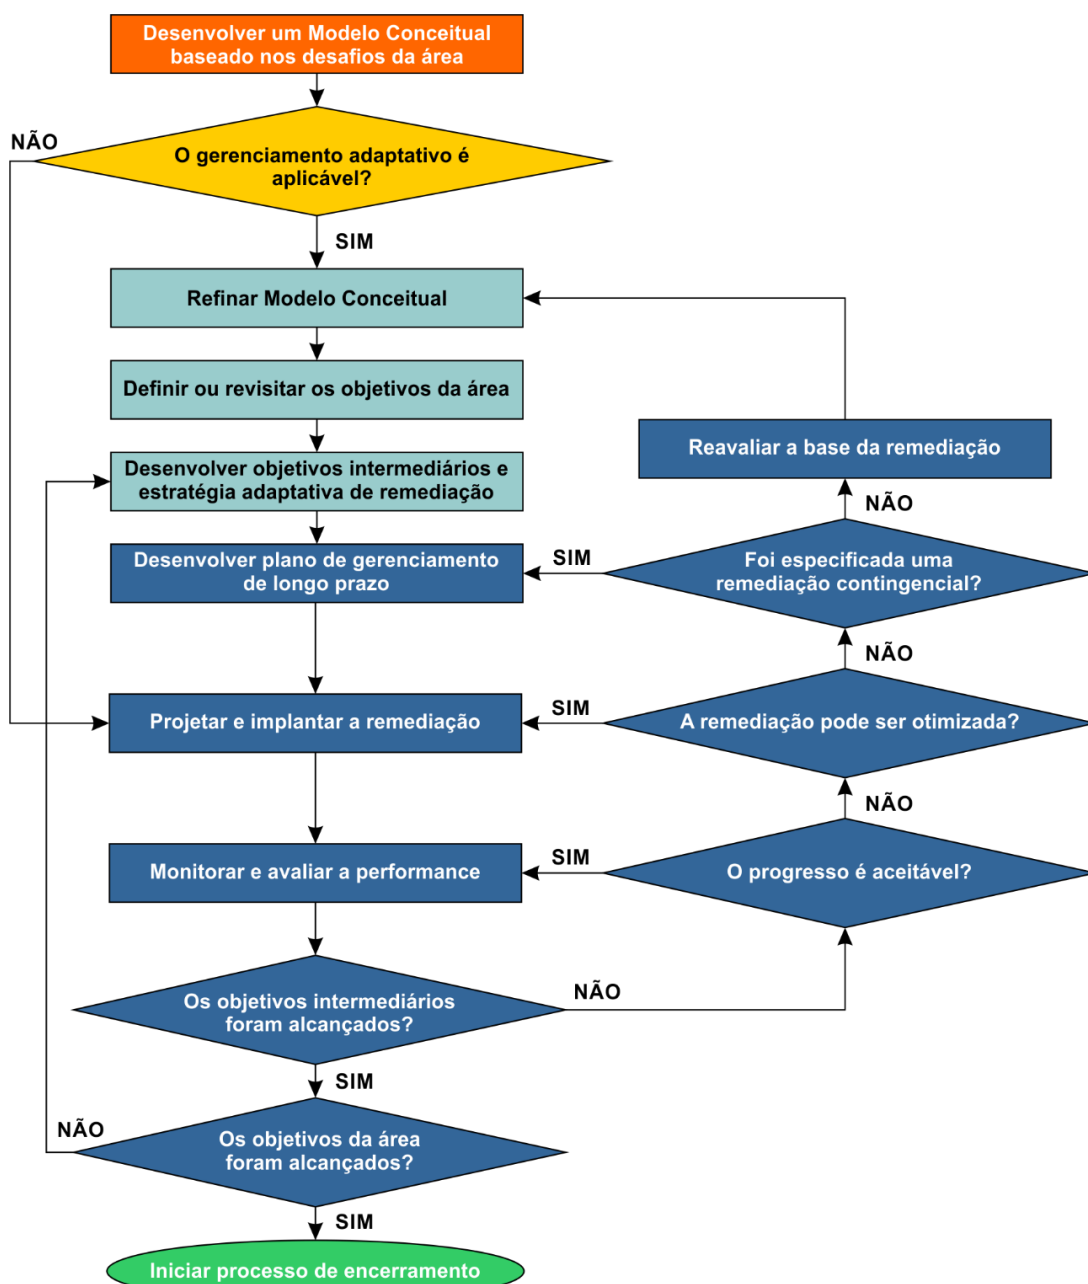 Desenvolver um Modelo Conceitual
baseado nos desafios da área
NÃO
O gerenciamento adaptativo é
aplicável?
SIM
Refinar Modelo Conceitual
Definir ou revisitar os objetivos da área
Reavaliar a base da remediação
Desenvolver objetivos intermediários e
estratégia adaptativa de remediação
NÃO
Desenvolver plano de gerenciamento
de longo prazo
SIM
Foi especificada uma
remediação contingencial?
NÃO
Projetar e implantar a remediação
SIM
A remediação pode ser otimizada?
NÃO
Monitorar e avaliar a performance
SIM
O progresso é aceitável?
Os objetivos intermediários
foram alcançados?
NÃO
SIM
NÃO
Os objetivos da área
foram alcançados?
SIM
Iniciar processo de encerramento